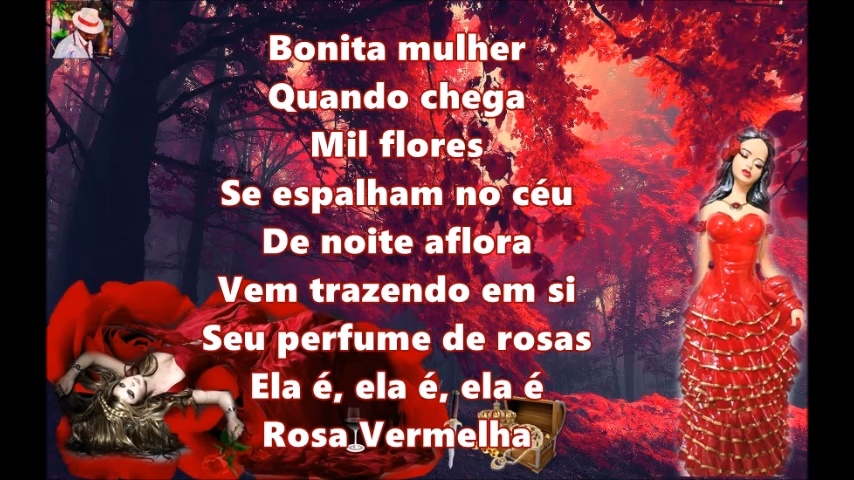 Bonita mulher
Quando chega
Mil flores
Se espalham no céu
De noite aflora
Vem trazendo em si
Seu perfume de rosas
Ela é, ela é, ela é
Rosa Vermelha